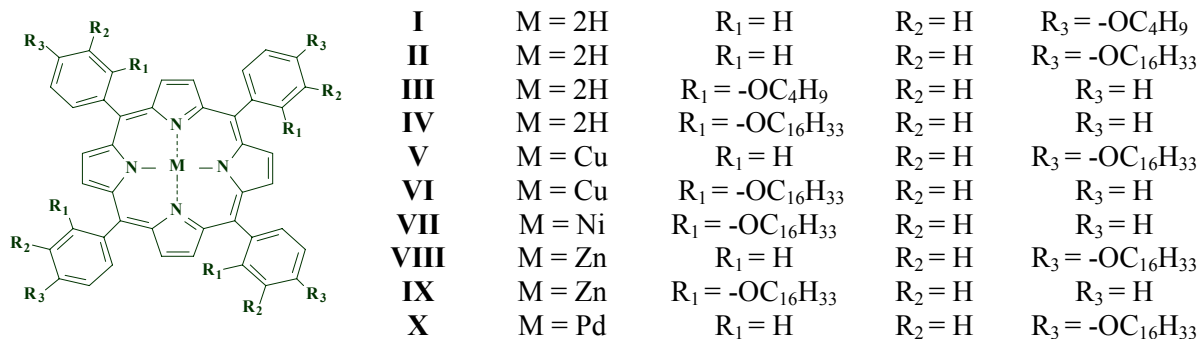 I M = 2H R₁ = H R₂ = H R₃ = -OC₄H₉
II M = 2H R₁ = H R₂ = H R₃ = -OC₁₆H₃₃
III M = 2H R₁ = -OC₄H₉ R₂ = H R₃ = H
IV M = 2H R₁ = -OC₁₆H₃₃ R₂ = H R₃ = H
V M = Cu R₁ = H R₂ = H R₃ = -OC₁₆H₃₃
VI M = Cu R₁ = -OC₁₆H₃₃ R₂ = H R₃ = H
VII M = Ni R₁ = -OC₁₆H₃₃ R₂ = H R₃ = H
VIII M = Zn R₁ = H R₂ = H R₃ = -OC₁₆H₃₃
IX M = Zn R₁ = -OC₁₆H₃₃ R₂ = H R₃ = H
X M = Pd R₁ = H R₂ = H R₃ = -OC₁₆H₃₃
R₂
R₃ R₃
R₁ R₂
R₁
N
N M N
N
R₁
R₂ R₁
R₃ R₃
R₂